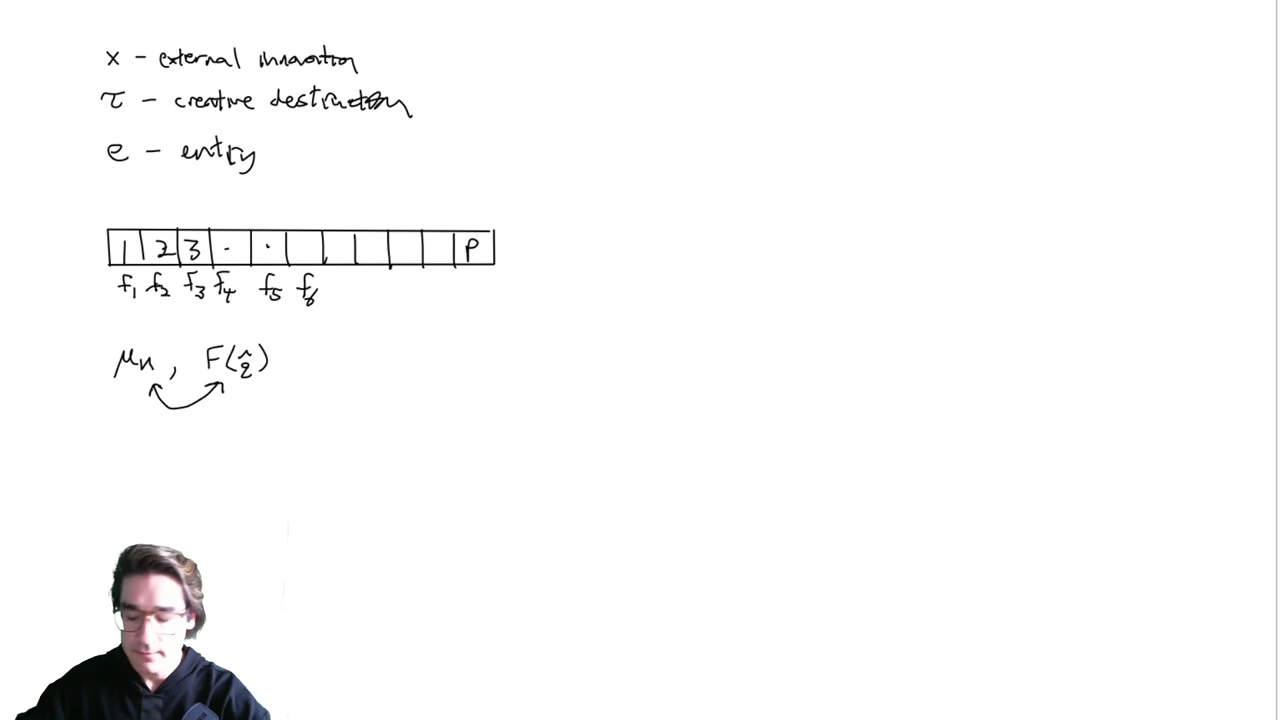 x - external innovation
τ - creative destruction
e - entry
1 2 3 . . P
f₁ f₂ f₃ f₄ f₅ f₆
μₙ, F(q̂)